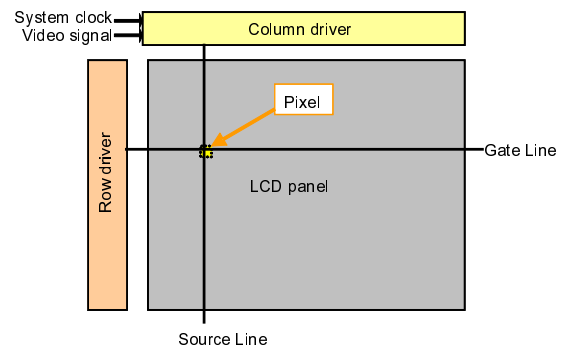 System clock
Video signal
Column driver
Pixel
Row driver
Gate Line
LCD panel
Source Line